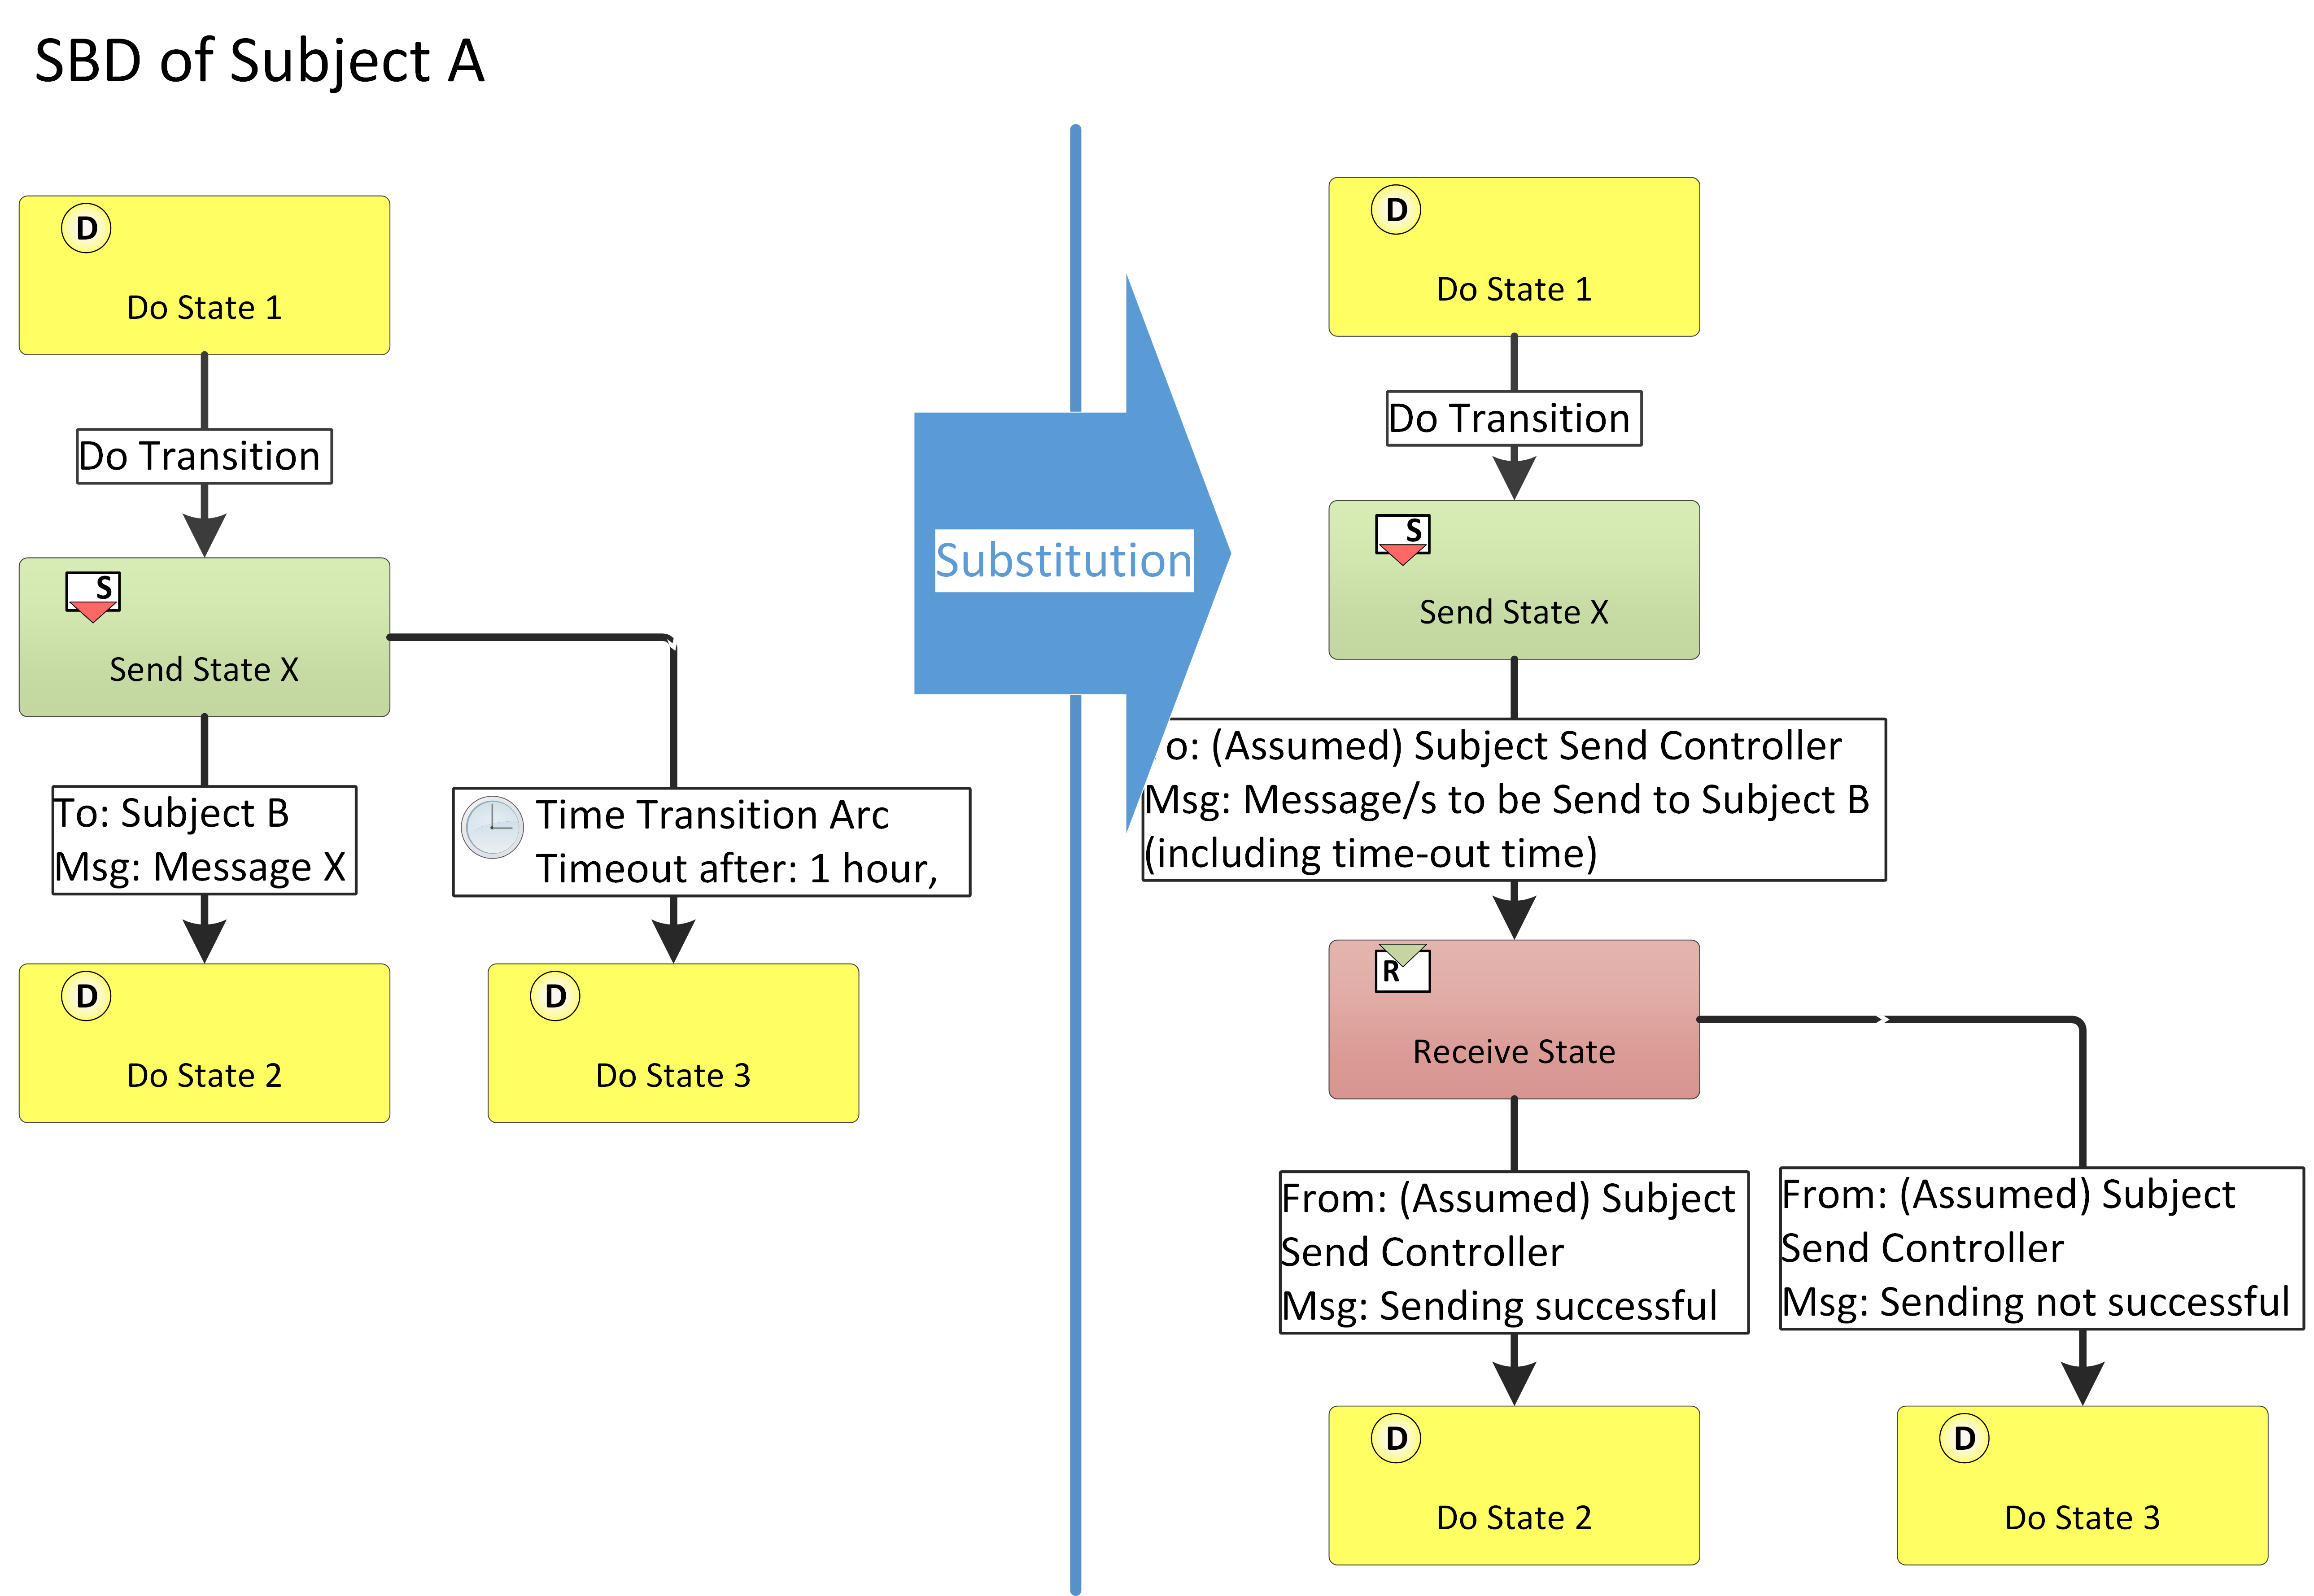 SBD of Subject A
D
Do State 1
Do Transition
S
Send State X
To: Subject B
Msg: Message X
Time Transition Arc
Timeout after: 1 hour,
D
Do State 2
D
Do State 3
Substitution
D
Do State 1
Do Transition
S
Send State X
o: (Assumed) Subject Send Controller
Msg: Message/s to be Send to Subject B
(including time-out time)
R
Receive State
From: (Assumed) Subject
Send Controller
Msg: Sending successful
From: (Assumed) Subject
Send Controller
Msg: Sending not successful
D
Do State 2
D
Do State 3